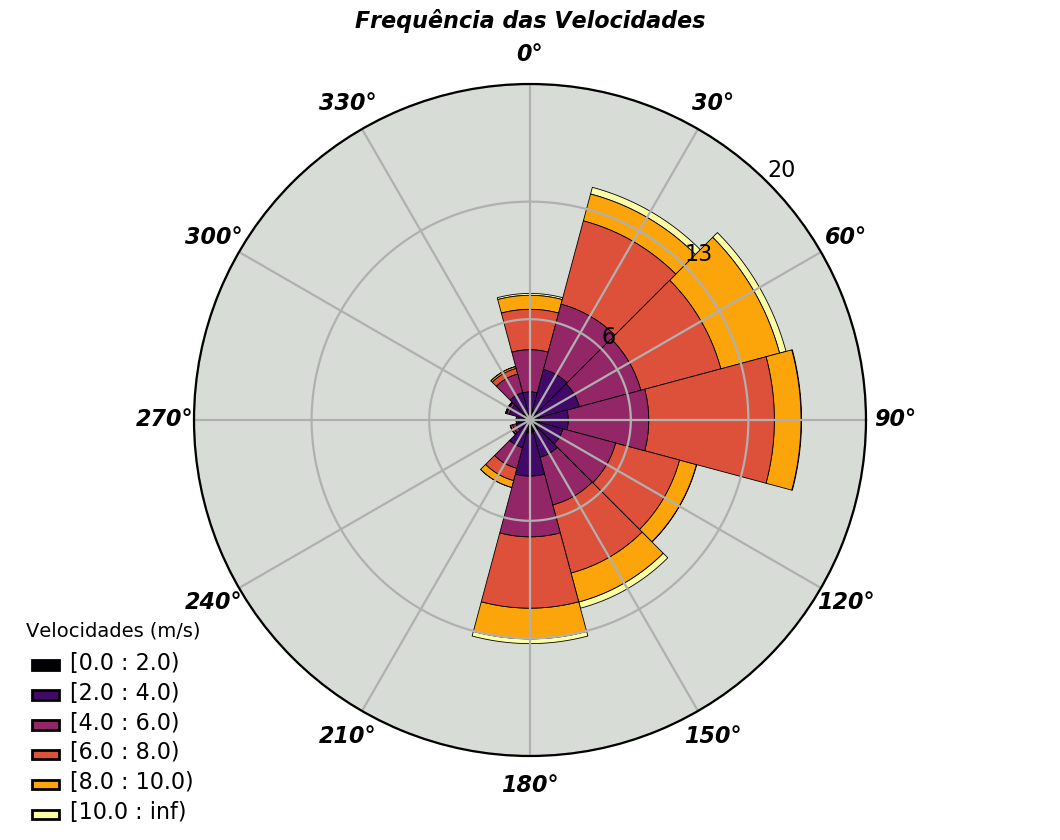 Frequência das Velocidades
0°
330°
30°
20
300°
60°
13
6
270°
90°
240°
120°
210°
150°
180°
Velocidades (m/s)
[0.0 : 2.0)
[2.0 : 4.0)
[4.0 : 6.0)
[6.0 : 8.0)
[8.0 : 10.0)
[10.0 : inf)